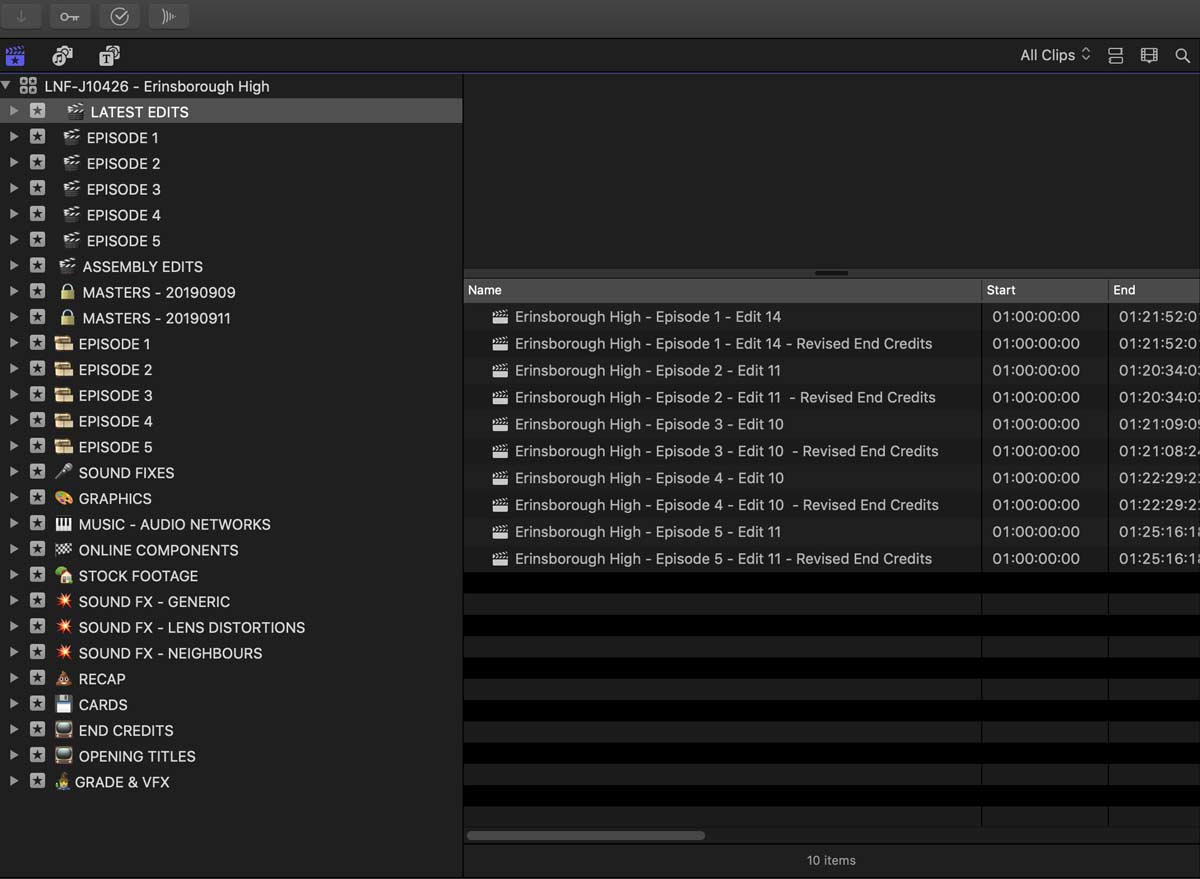 All Clips
LNF-J10426 - Erinsborough High
LATEST EDITS
EPISODE 1
EPISODE 2
EPISODE 3
EPISODE 4
EPISODE 5
ASSEMBLY EDITS
MASTERS - 20190909
MASTERS - 20190911
EPISODE 1
EPISODE 2
EPISODE 3
EPISODE 4
EPISODE 5
SOUND FIXES
GRAPHICS
MUSIC - AUDIO NETWORKS
ONLINE COMPONENTS
STOCK FOOTAGE
SOUND FX - GENERIC
SOUND FX - LENS DISTORTIONS
SOUND FX - NEIGHBOURS
RECAP
CARDS
END CREDITS
OPENING TITLES
GRADE & VFX
Name Start End
Erinsborough High - Episode 1 - Edit 14 01:00:00:00 01:21:52:0
Erinsborough High - Episode 1 - Edit 14 - Revised End Credits 01:00:00:00 01:21:52:0
Erinsborough High - Episode 2 - Edit 11 01:00:00:00 01:20:34:0
Erinsborough High - Episode 2 - Edit 11  - Revised End Credits 01:00:00:00 01:20:34:0
Erinsborough High - Episode 3 - Edit 10 01:00:00:00 01:21:09:0
Erinsborough High - Episode 3 - Edit 10  - Revised End Credits 01:00:00:00 01:21:08:2
Erinsborough High - Episode 4 - Edit 10 01:00:00:00 01:22:29:2
Erinsborough High - Episode 4 - Edit 10  - Revised End Credits 01:00:00:00 01:22:29:2
Erinsborough High - Episode 5 - Edit 11 01:00:00:00 01:25:16:1
Erinsborough High - Episode 5 - Edit 11 - Revised End Credits 01:00:00:00 01:25:16:1
10 items